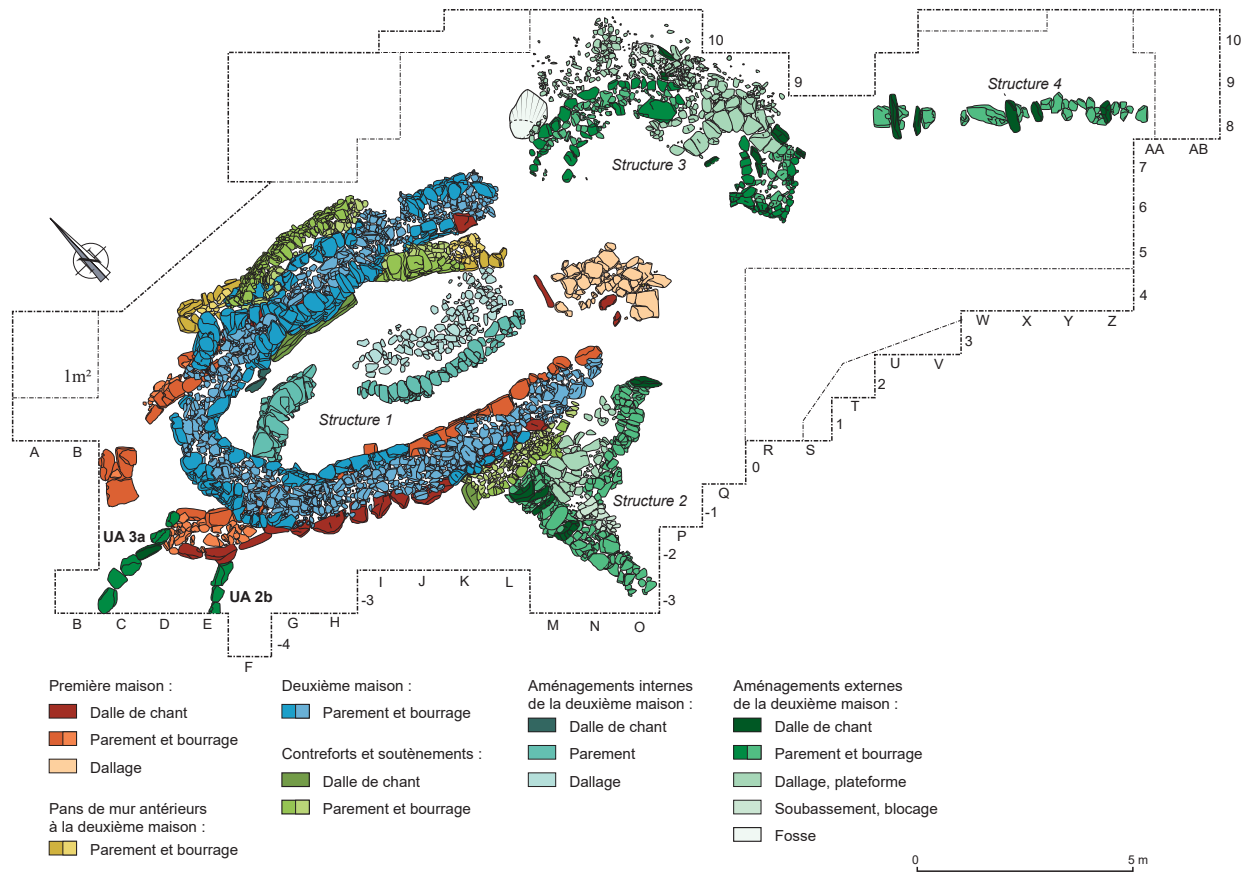 10
10
Structure 4
9
9
8
AA AB
Structure 3
7
6
5
4
W X Y Z
3
U V
2
T
1m²
1
Structure 1
A B
R S
0
Structure 2
Q
-1
P
UA 3a
-2
I J K L
UA 2b
-3
-3
B C D E
G H
M N O
-4
F
Première maison :
Dalle de chant
Parement et bourrage
Dallage
Pans de mur antérieurs
à la deuxième maison :
Parement et bourrage
Deuxième maison :
Parement et bourrage
Contreforts et soutènements :
Dalle de chant
Parement et bourrage
Aménagements internes
de la deuxième maison :
Dalle de chant
Parement
Dallage
Aménagements externes
de la deuxième maison :
Dalle de chant
Parement et bourrage
Dallage, plateforme
Soubassement, blocage
Fosse
0 5 m